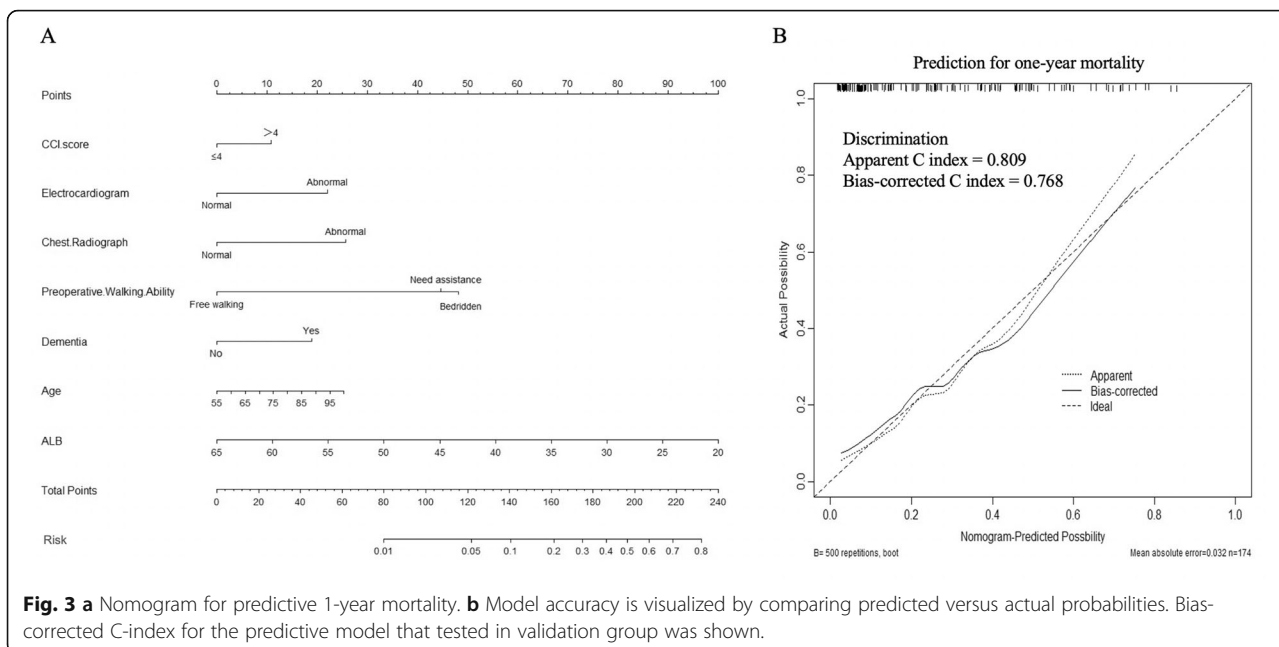 A
Points
0 10 20 30 40 50 60 70 80 90 100
CCI.score
≤4
>4
Electrocardiogram
Normal
Abnormal
Chest.Radiograph
Normal
Abnormal
Preoperative.Walking.Ability
Free walking
Need assistance
Bedridden
Dementia
No
Yes
Age
55 65 75 85 95
ALB
65 60 55 50 45 40 35 30 25 20
Total Points
0 20 40 60 80 100 120 140 160 180 200 220 240
Risk
0.01 0.05 0.1 0.2 0.3 0.4 0.5 0.6 0.7 0.8
B
Prediction for one-year mortality
Discrimination
Apparent C index = 0.809
Bias-corrected C index = 0.768
Actual Possibility
0.0 0.2 0.4 0.6 0.8 1.0
Apparent
Bias-corrected
Ideal
0.0 0.2 0.4 0.6 0.8 1.0
Nomogram-Predicted Possbility
B= 500 repetitions, boot
Mean absolute error=0.032 n=174
Fig. 3 a Nomogram for predictive 1-year mortality. b Model accuracy is visualized by comparing predicted versus actual probabilities. Bias-
corrected C-index for the predictive model that tested in validation group was shown.